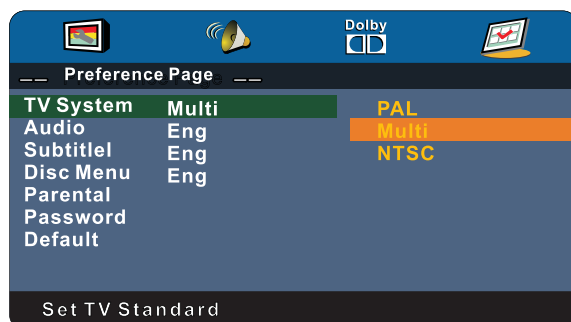 Dolby
__ Preference Page __
TV System Multi PAL
Audio Eng Multi
Subtitlel Eng NTSC
Disc Menu Eng
Parental
Password
Default
Set TV Standard